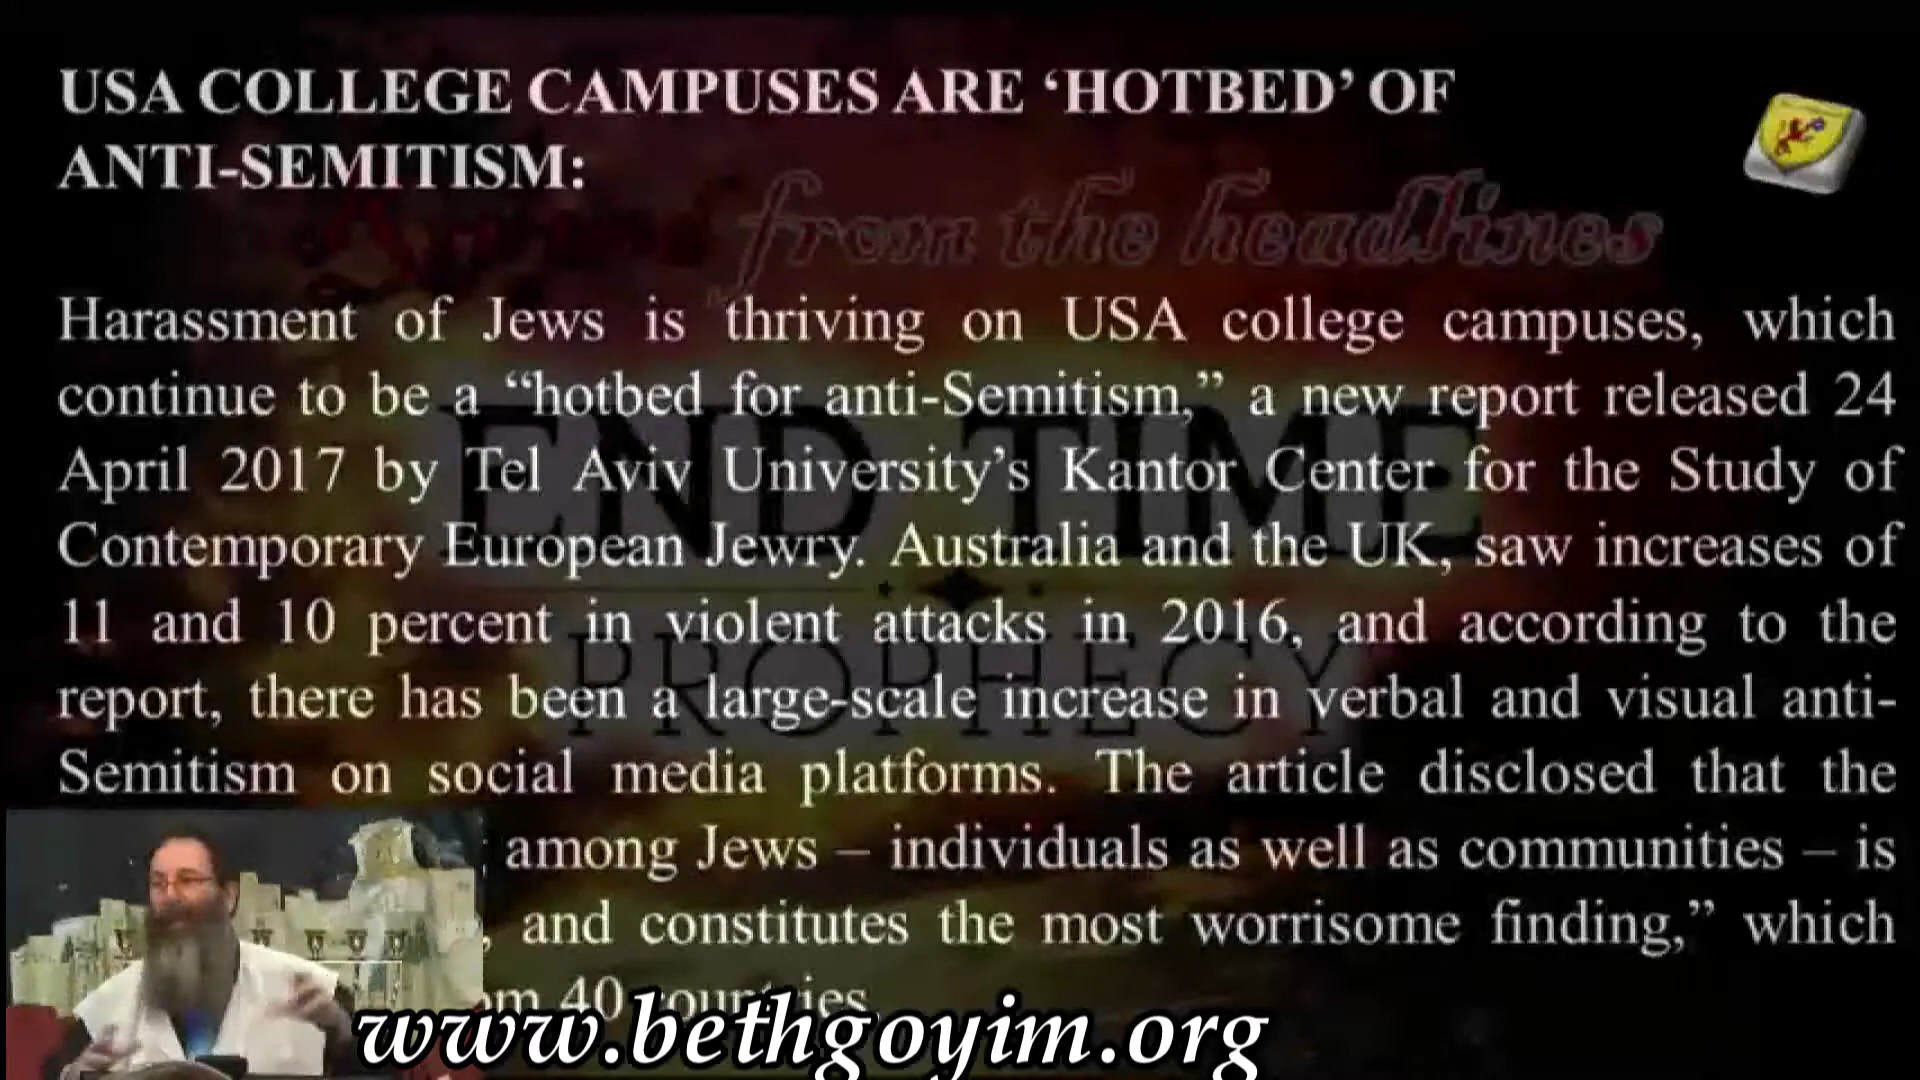 USA COLLEGE CAMPUSES ARE ‘HOTBED’ OF
ANTI-SEMITISM:
from the headlines
Harassment of Jews is thriving on USA college campuses, which
continue to be a “hotbed for anti-Semitism,” a new report released 24
April 2017 by Tel Aviv University’s Kantor Center for the Study of
Contemporary European Jewry. Australia and the UK, saw increases of
11 and 10 percent in violent attacks in 2016, and according to the
report, there has been a large-scale increase in verbal and visual anti-
Semitism on social media platforms. The article disclosed that the
among Jews – individuals as well as communities – is
, and constitutes the most worrisome finding,” which
40 countries.
END TIME
PROPHECY
www.bethgoyim.org